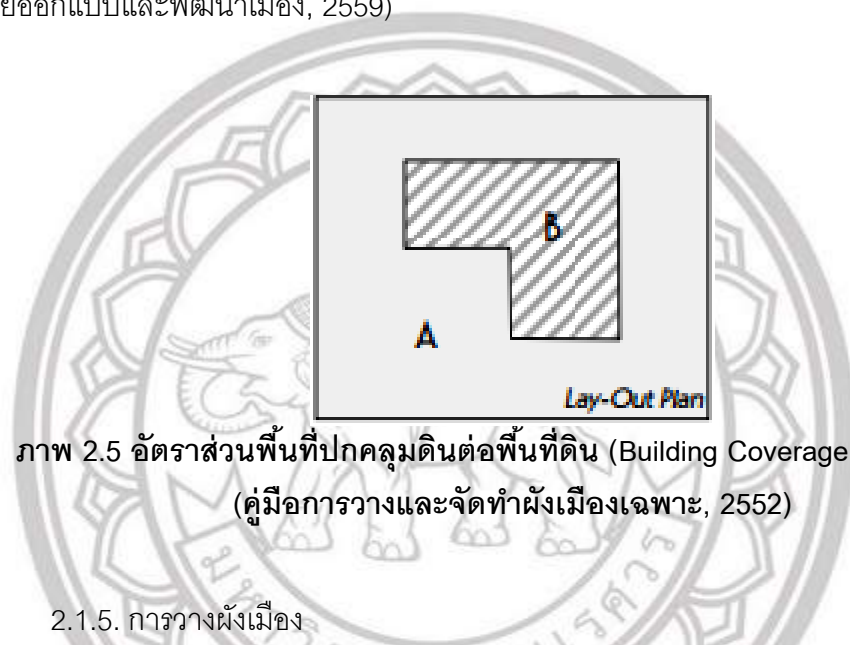 ยออกแบบและพัฒนาเมือง, 2559)
B
A
Lay-Out Plan
ภาพ 2.5 อัตราส่วนพื้นที่ปกคลุมดินต่อพื้นที่ดิน (Building Coverage
(คู่มือการวางและจัดทำผังเมืองเฉพาะ, 2552)
2.1.5. การวางผังเมือง